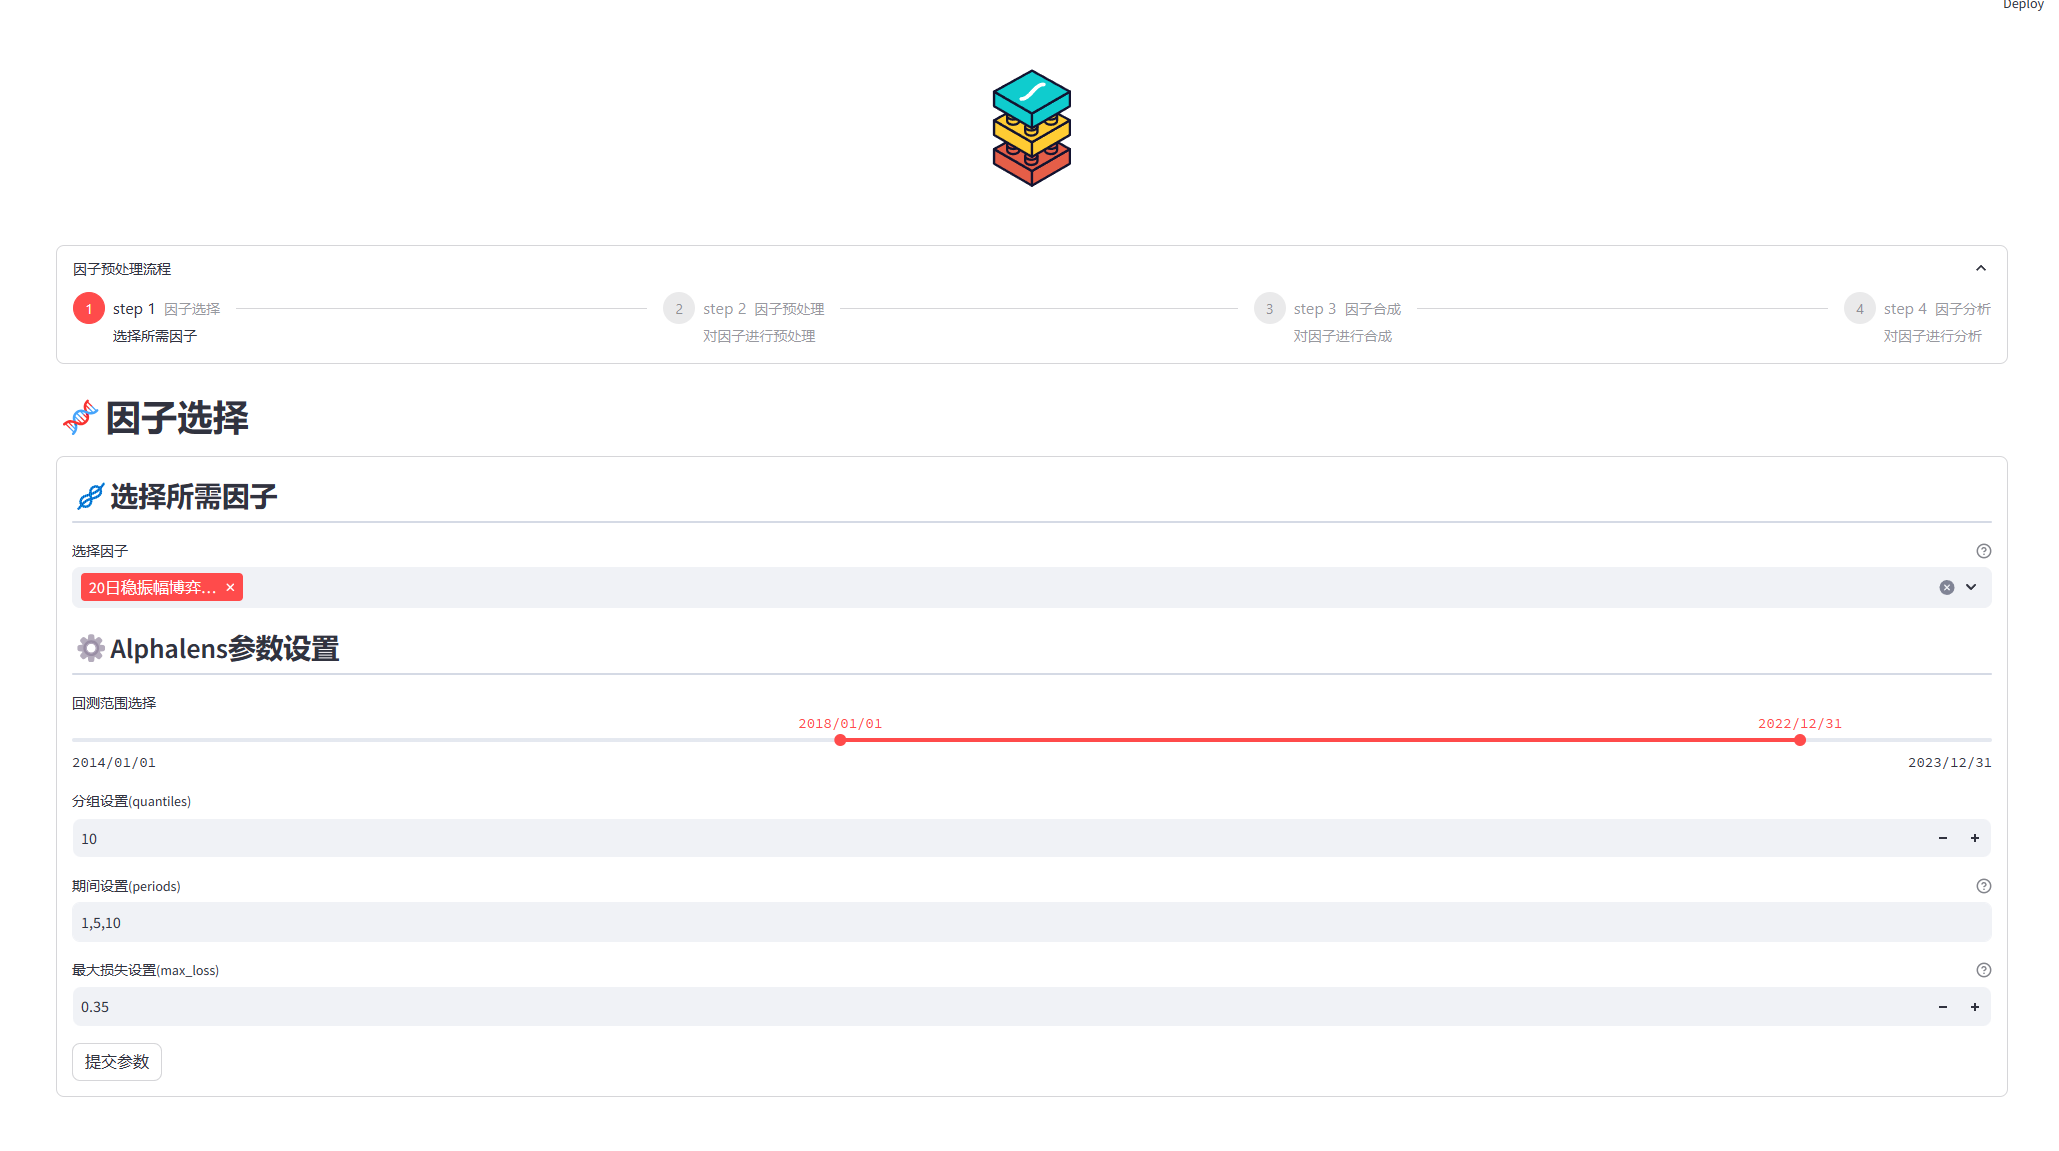 Deploy
因子预处理流程
1 step 1 因子选择
选择所需因子
2 step 2 因子预处理
对因子进行预处理
3 step 3 因子合成
对因子进行合成
4 step 4 因子分析
对因子进行分析
因子选择
选择所需因子
选择因子
20日稳振幅博弈...
Alphalens参数设置
回测范围选择
2018/01/01 2022/12/31
2014/01/01 2023/12/31
分组设置(quantiles)
10
期间设置(periods)
1,5,10
最大损失设置(max_loss)
0.35
提交参数